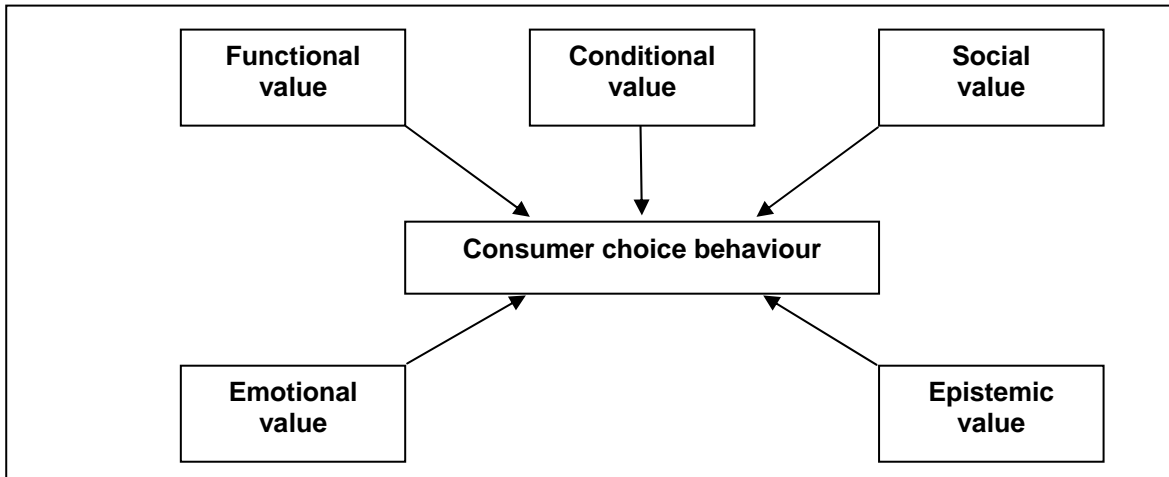 Functional
value
Conditional
value
Social
value
Consumer choice behaviour
Emotional
value
Epistemic
value